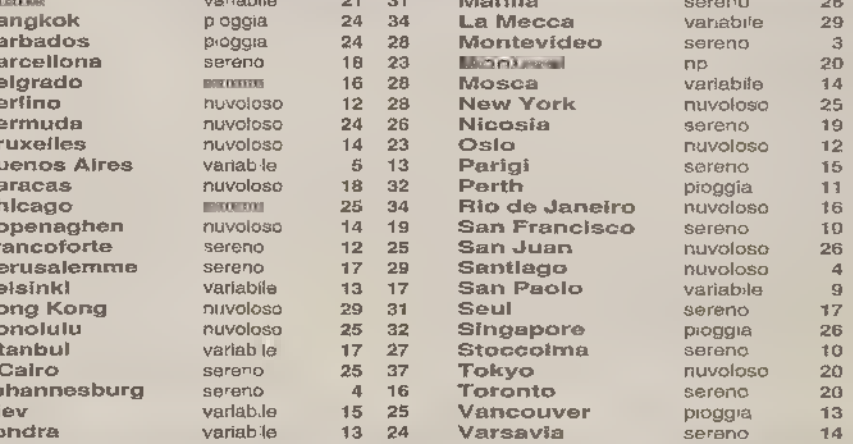 21 31
angkok pioggia 24 34
arbados pioggia 24 28
arcellona sereno 18 23
elgrado 16 28
erlino nuvoloso 12 28
ermuda nuvoloso 24 26
ruxelles nuvoloso 14 23
uenos Aires variabile 5 13
aracas nuvoloso 18 32
hicago 25 34
openaghen nuvoloso 14 19
rancoforte sereno 12 25
erusalemme sereno 17 29
elsinki variabile 13 17
ong Kong nuvoloso 29 31
onolulu nuvoloso 25 32
tanbul variabile 17 27
Cairo sereno 25 37
ohannesburg sereno 4 16
ev variabile 15 25
ondra variabile 13 24
Manila sereno 26
La Mecca variabile 29
Montevideo sereno 3
np 20
Mosca variabile 14
New York nuvoloso 25
Nicosia sereno 19
Oslo nuvoloso 12
Parigi sereno 15
Perth pioggia 11
Rio de Janeiro nuvoloso 16
San Francisco sereno 10
San Juan nuvoloso 26
Santiago nuvoloso 4
San Paolo variabile 9
Seul sereno 17
Singapore pioggia 26
Stoccolma sereno 10
Tokyo nuvoloso 20
Toronto sereno 20
Vancouver pioggia 13
Varsavia sereno 14